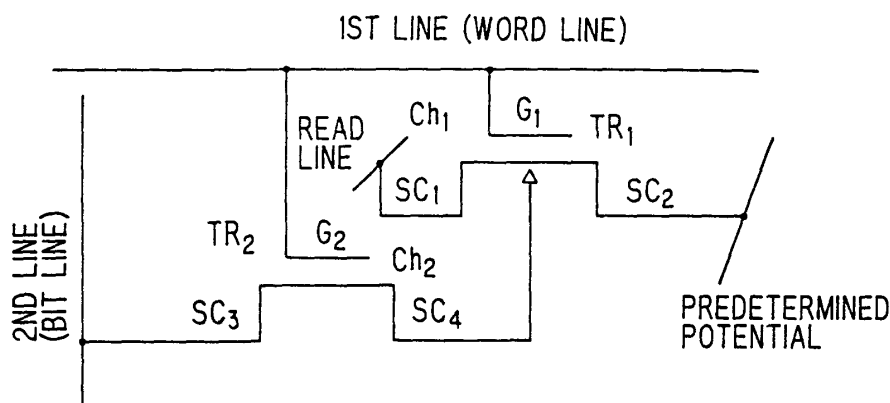 1ST LINE (WORD LINE)
READ
LINE
Ch₁
G₁
TR₁
SC₁
SC₂
TR₂
G₂
Ch₂
2ND LINE
(BIT LINE)
SC₃
SC₄
PREDETERMINED
POTENTIAL